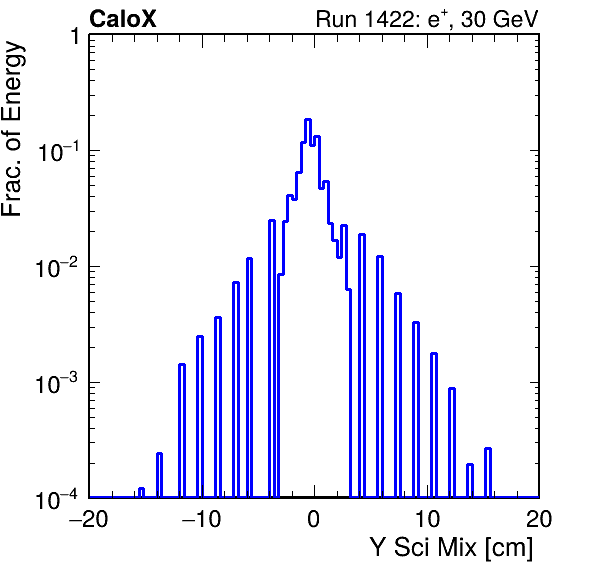 CaloX Run 1422: e⁺, 30 GeV
Frac. of Energy
1
10⁻¹
10⁻²
10⁻³
10⁻⁴
−20 −10 0 10 20
Y Sci Mix [cm]